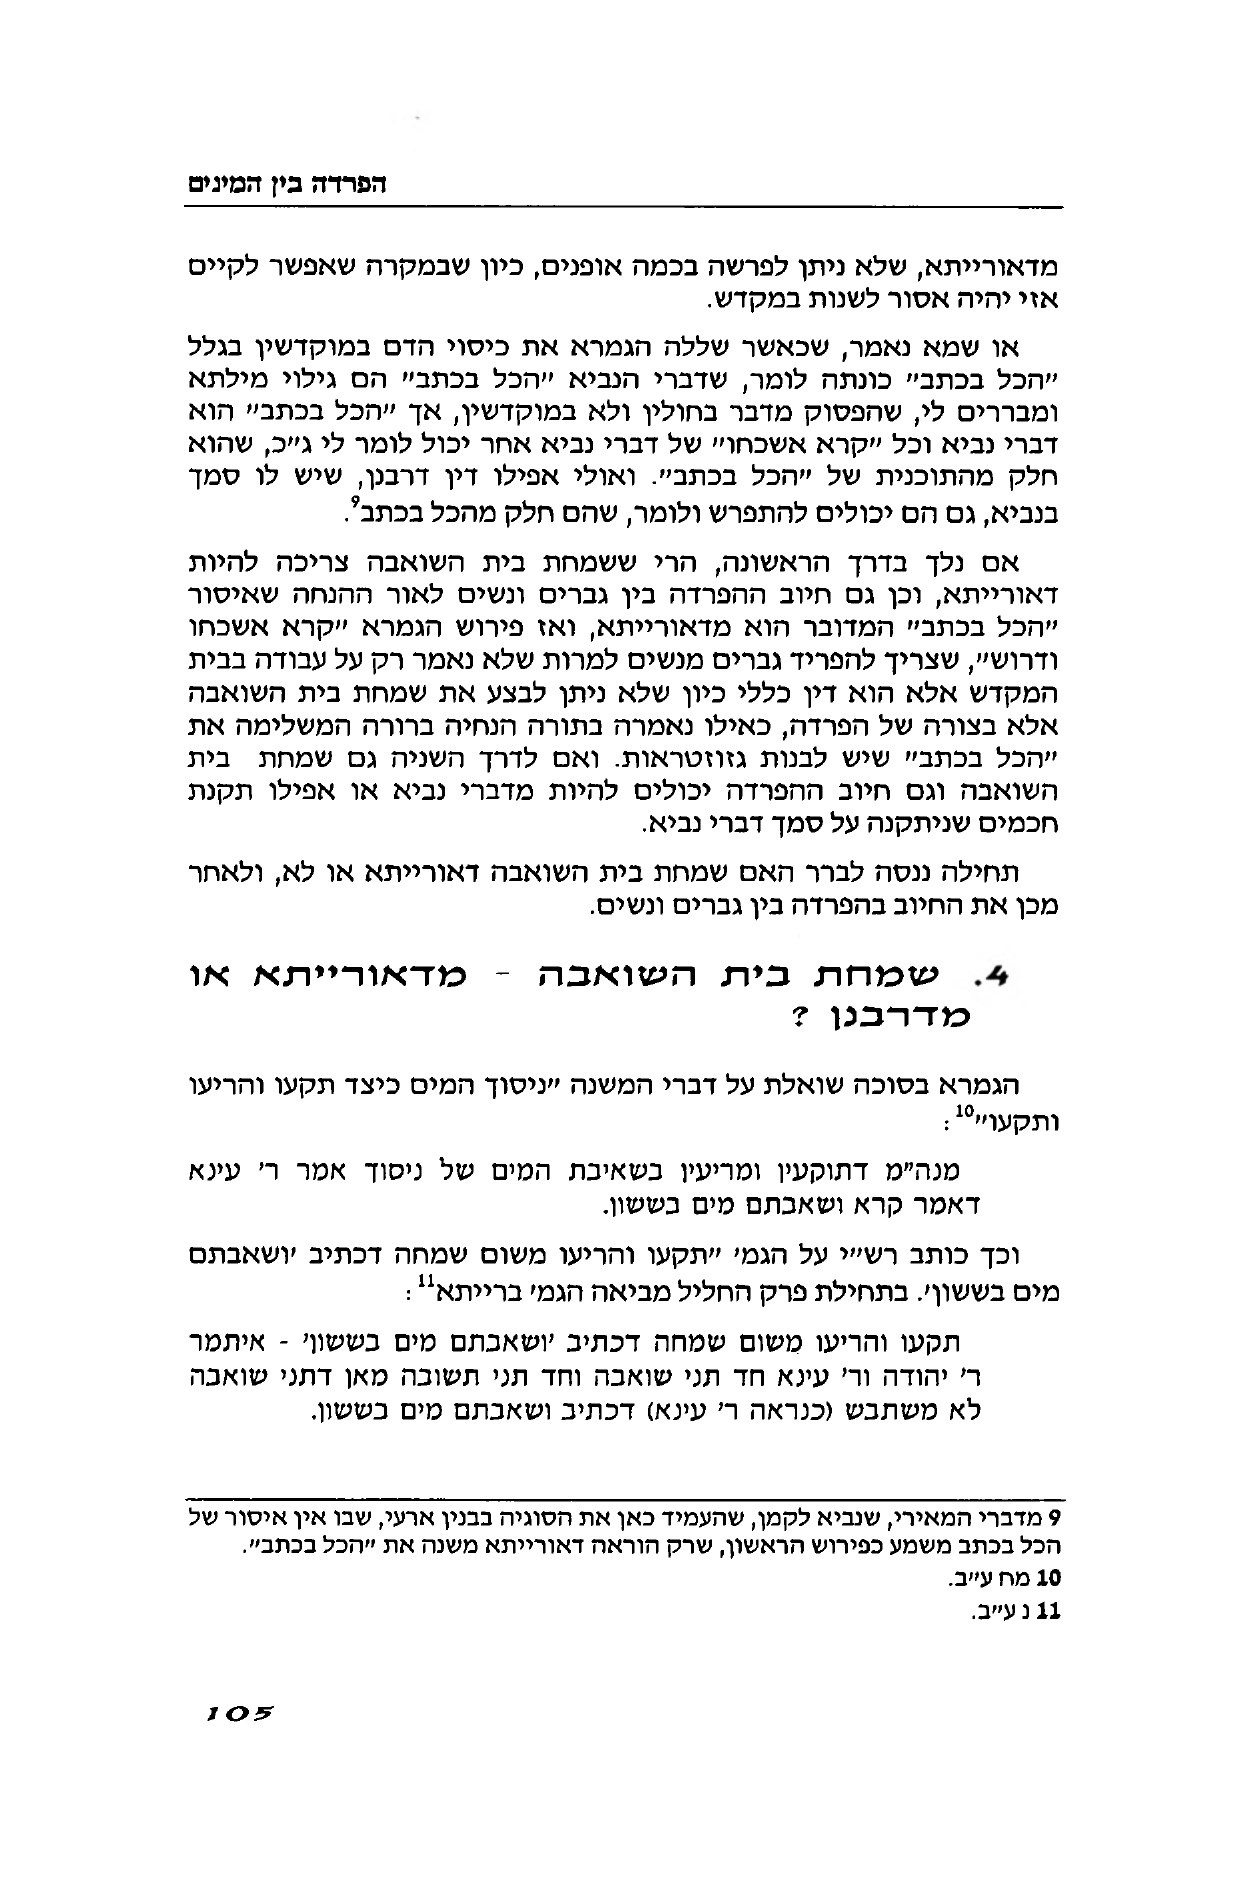 הפרדה בין המינים
מדאורייתא, שלא ניתן לפרשה בכמה אופנים, כיון שבמקרה שאפשר לקיים
אזי יהיה אסור לשנות במקדש.
או שמא נאמר, שכאשר שללה הגמרא את כיסוי הדם במוקדשין בגלל
״הכל בכתב״ כונתה לומר, שדברי הנביא ״הכל בכתב״ הם גילוי מילתא
ומבררים לי, שהפסוק מדבר בחולין ולא במוקדשין, אך ״הכל בכתב״ הוא
דברי נביא וכל ״קרא אשכחו״ של דברי נביא אחר יכול לומר לי ג״כ, שהוא
חלק מהתוכנית של ״הכל בכתב״. ואולי אפילו דין דרבנן, שיש לו סמך
בנביא, גם הם יכולים להתפרש ולומר, שהם חלק מהכל בכתב⁹.
אם נלך בדרך הראשונה, הרי ששמחת בית השואבה צריכה להיות
דאורייתא, וכן גם חיוב ההפרדה בין גברים ונשים לאור ההנחה שאיסור
״הכל בכתב״ המדובר הוא מדאורייתא, ואז פירוש הגמרא ״קרא אשכחו
ודרוש״, שצריך להפריד גברים מנשים למרות שלא נאמר רק על עבודה בבית
המקדש אלא הוא דין כללי כיון שלא ניתן לבצע את שמחת בית השואבה
אלא בצורה של הפרדה, כאילו נאמרה בתורה הנחיה ברורה המשלימה את
״הכל בכתב״ שיש לבנות גזוזטראות. ואם לדרך השניה גם שמחת בית
השואבה וגם חיוב ההפרדה יכולים להיות מדברי נביא או אפילו תקנת
חכמים שניתקנה על סמך דברי נביא.
תחילה ננסה לברר האם שמחת בית השואבה דאורייתא או לא, ולאחר
מכן את החיוב בהפרדה בין גברים ונשים.
4. שמחת בית השואבה - מדאורייתא או
מדרבנן ?
הגמרא בסוכה שואלת על דברי המשנה ״ניסוך המים כיצד תקעו והריעו
ותקעו״¹⁰:
מנה״מ דתוקעין ומריעין בשאיבת המים של ניסוך אמר ר׳ עינא
דאמר קרא ושאבתם מים בששון.
וכך כותב רש״י על הגמ׳ ״תקעו והריעו משום שמחה דכתיב ׳ושאבתם
מים בששון׳. בתחילת פרק החליל מביאה הגמ׳ ברייתא¹¹:
תקעו והריעו משום שמחה דכתיב ׳ושאבתם מים בששון׳ - איתמר
ר׳ יהודה ור׳ עינא חד תני שואבה וחד תני תשובה מאן דתני שואבה
לא משתבש (כנראה ר׳ עינא) דכתיב ושאבתם מים בששון.
9 מדברי המאירי, שנביא לקמן, שהעמיד כאן את הסוגיה בבנין ארעי, שבו אין איסור של
הכל בכתב משמע כפירוש הראשון, שרק הוראה דאורייתא משנה את ״הכל בכתב״.
10 מח ע״ב.
11 נ ע״ב.
105